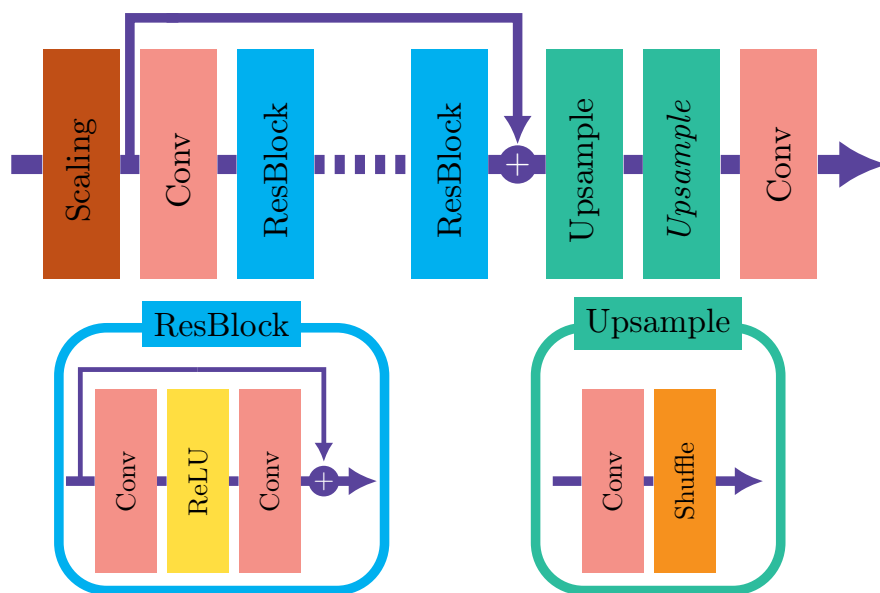 Scaling
Conv
ResBlock
ResBlock
+
Upsample
Upsample
Conv
ResBlock
Conv
ReLU
Conv
+
Upsample
Conv
Shuffle